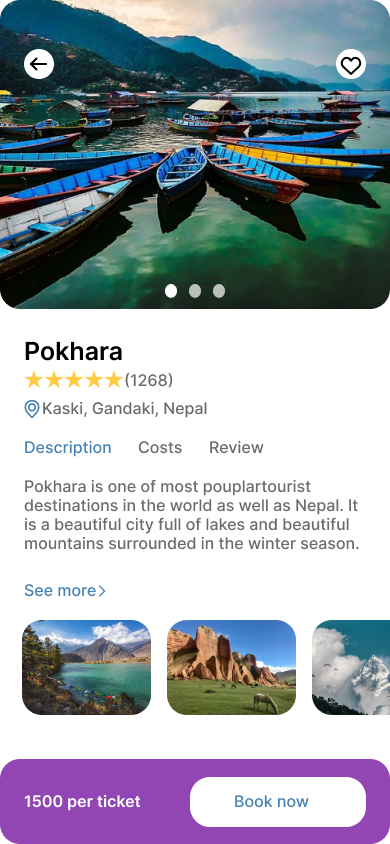 Pokhara
(1268)
Kaski, Gandaki, Nepal
Description Costs Review
Pokhara is one of most pouplartourist
destinations in the world as well as Nepal. It
is a beautiful city full of lakes and beautiful
mountains surrounded in the winter season.
See more
1500 per ticket
Book now